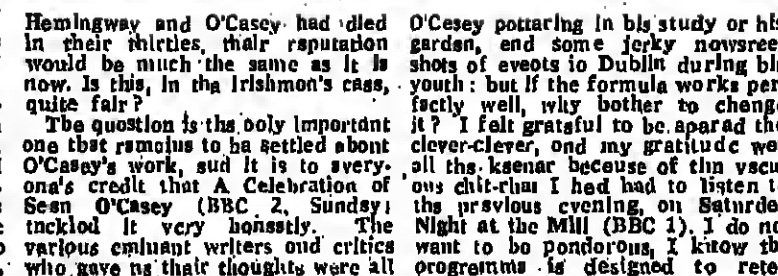 Hemingway and O'Casey had died
in their thirties, their reputation
would be much the same as it is
now. Is this, in the Irishman's case,
quite fair?
The question is the only important
one that remains to be settled about
O'Casey's work, and it is to every-
one's credit that A Celebration of
Sean O'Casey (BBC 2, Sunday)
tackled it very honestly. The
various eminent writers and critics
who gave us their thoughts were all
O'Casey pottering in his study or his
garden, and some jerky newsree
shots of events in Dublin during his
youth: but if the formula works per
fectly well, why bother to change
it? I felt grateful to be spared the
clever-clever, and my gratitude wa
all the keener because of the vacu
ous chit-chat I had had to listen t
the previous evening, on Saturda
Night at the Mill (BBC 1). I do no
want to be ponderous, I know th
programme is designed to